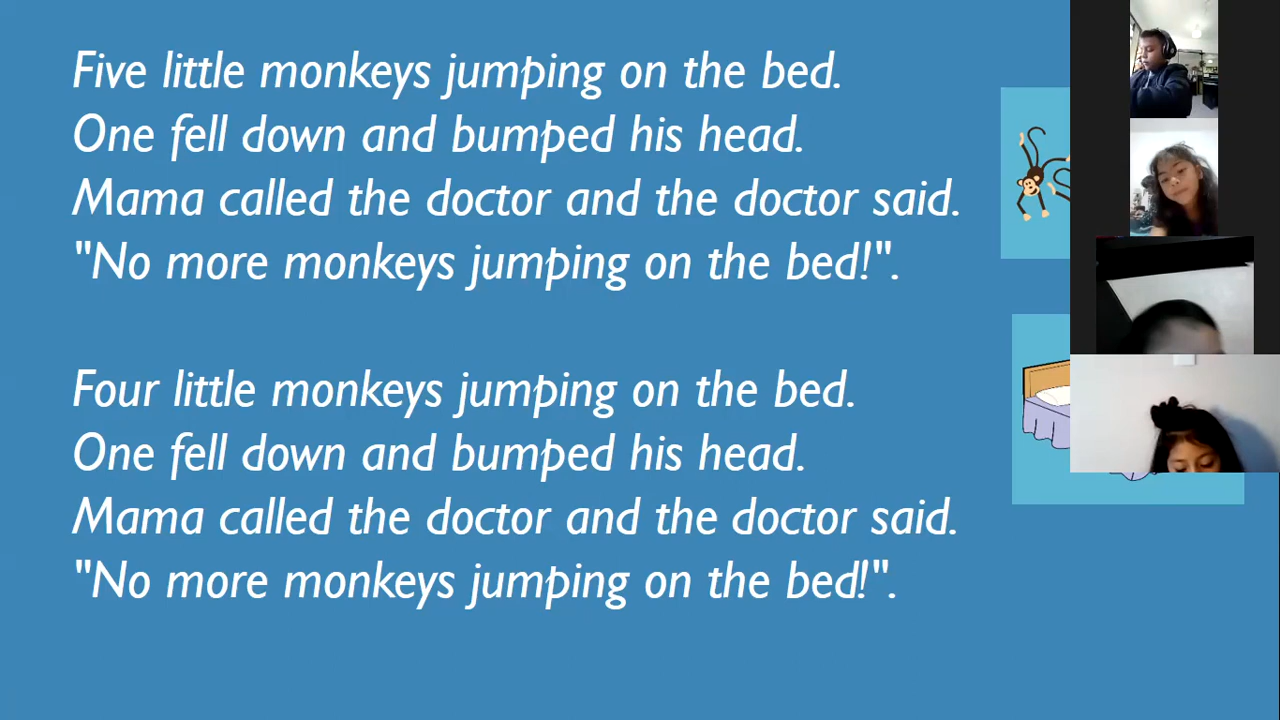 Five little monkeys jumping on the bed.
One fell down and bumped his head.
Mama called the doctor and the doctor said.
"No more monkeys jumping on the bed!".
Four little monkeys jumping on the bed.
One fell down and bumped his head.
Mama called the doctor and the doctor said.
"No more monkeys jumping on the bed!".